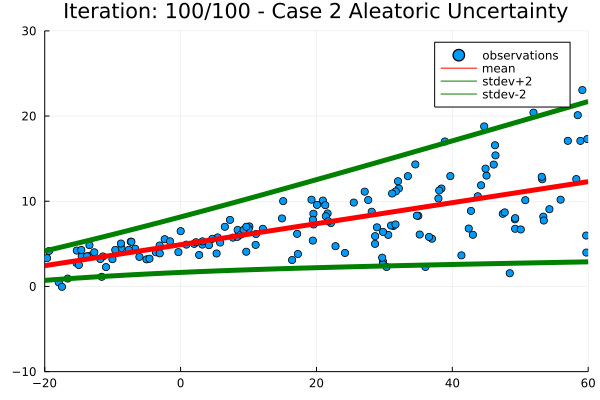 Iteration: 100/100 - Case 2 Aleatoric Uncertainty
30
observations
mean
stdev+2
stdev-2
20
10
0
−10
−20
0
20
40
60